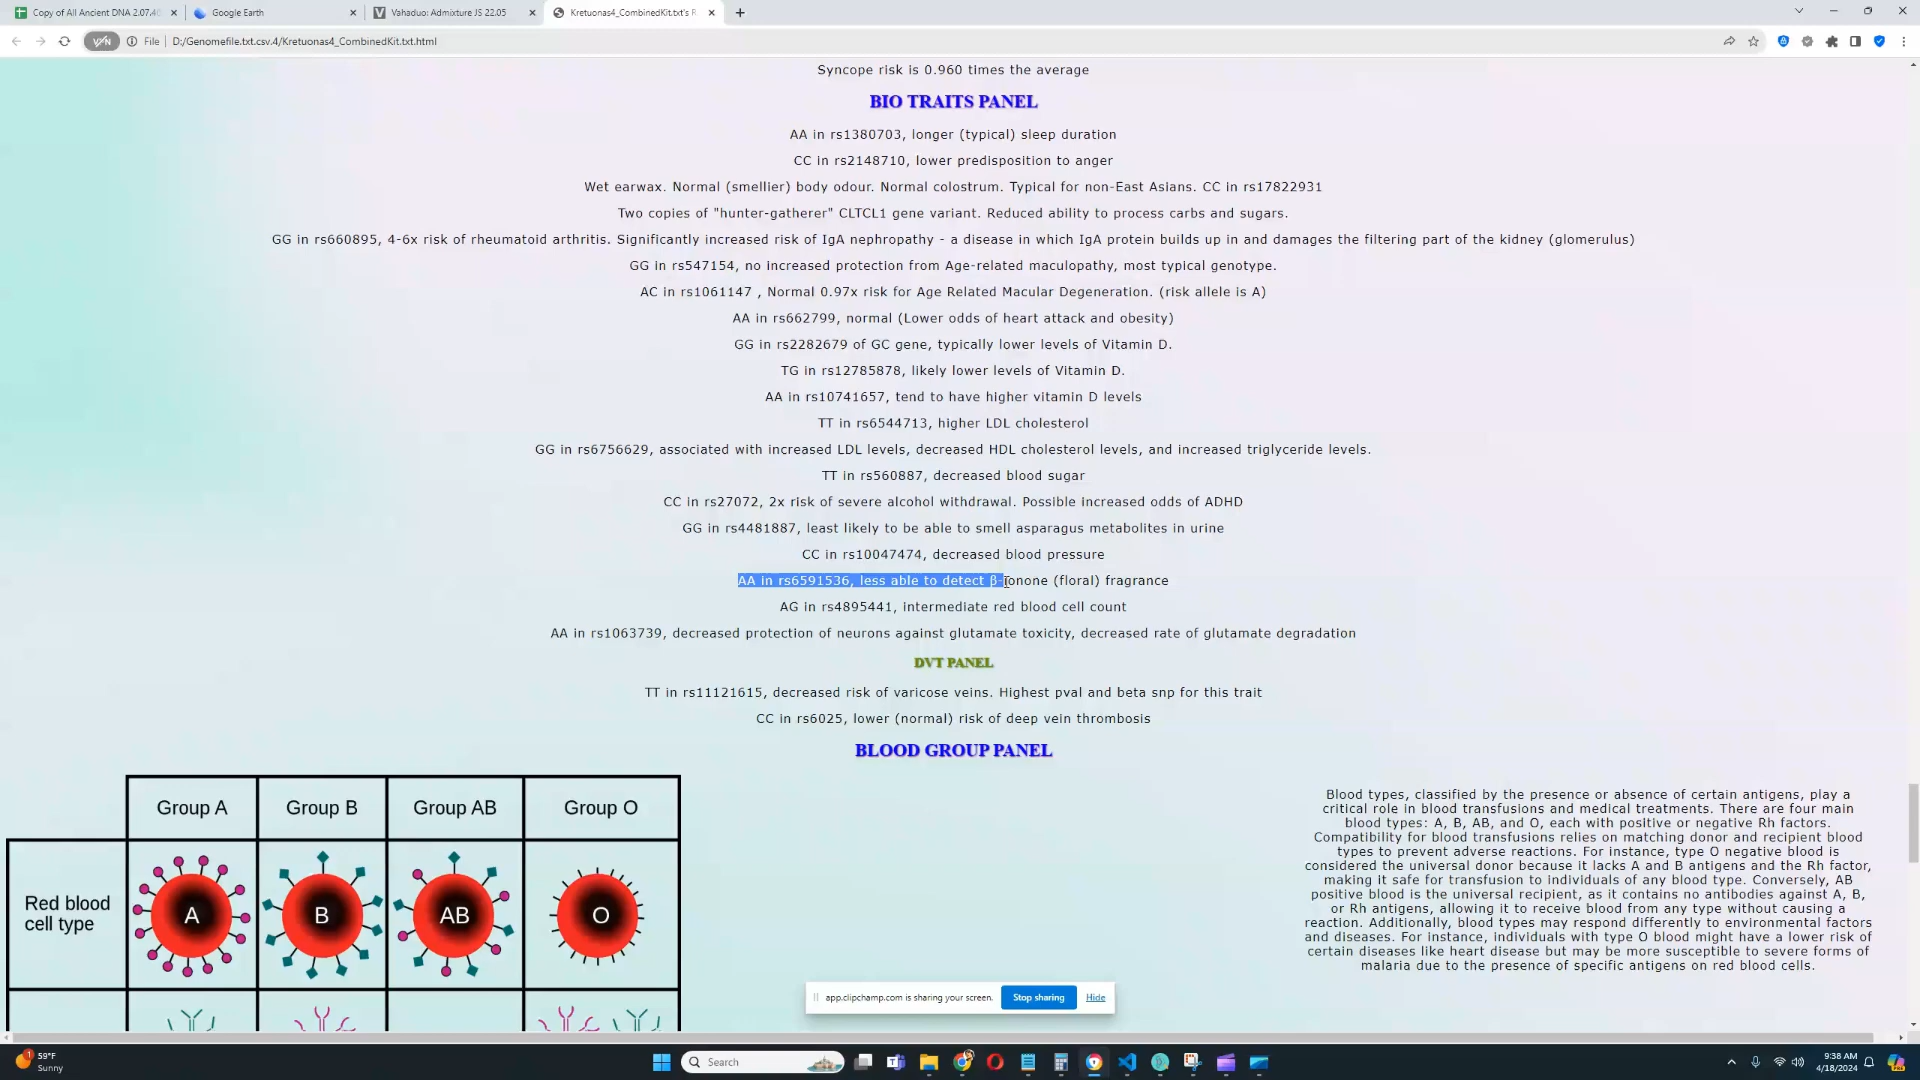 Copy of All Ancient DNA 2.07.46
Google Earth
Vahaduo: Admixture JS 22.05
Kretuonas4_CombinedKit.txt's R
File
D:/Genomefile.txt.csv.4/Kretuonas4_CombinedKit.txt.html
Syncope risk is 0.960 times the average
BIO TRAITS PANEL
AA in rs1380703, longer (typical) sleep duration
CC in rs2148710, lower predisposition to anger
Wet earwax. Normal (smellier) body odour. Normal colostrum. Typical for non-East Asians. CC in rs17822931
Two copies of "hunter-gatherer" CLTCL1 gene variant. Reduced ability to process carbs and sugars.
GG in rs660895, 4-6x risk of rheumatoid arthritis. Significantly increased risk of IgA nephropathy - a disease in which IgA protein builds up in and damages the filtering part of the kidney (glomerulus)
GG in rs547154, no increased protection from Age-related maculopathy, most typical genotype.
AC in rs1061147 , Normal 0.97x risk for Age Related Macular Degeneration. (risk allele is A)
AA in rs662799, normal (Lower odds of heart attack and obesity)
GG in rs2282679 of GC gene, typically lower levels of Vitamin D.
TG in rs12785878, likely lower levels of Vitamin D.
AA in rs10741657, tend to have higher vitamin D levels
TT in rs6544713, higher LDL cholesterol
GG in rs6756629, associated with increased LDL levels, decreased HDL cholesterol levels, and increased triglyceride levels.
TT in rs560887, decreased blood sugar
CC in rs27072, 2x risk of severe alcohol withdrawal. Possible increased odds of ADHD
GG in rs4481887, least likely to be able to smell asparagus metabolites in urine
CC in rs10047474, decreased blood pressure
AA in rs6591536, less able to detect β-ionone (floral) fragrance
AG in rs4895441, intermediate red blood cell count
AA in rs1063739, decreased protection of neurons against glutamate toxicity, decreased rate of glutamate degradation
DVT PANEL
TT in rs11121615, decreased risk of varicose veins. Highest pval and beta snp for this trait
CC in rs6025, lower (normal) risk of deep vein thrombosis
BLOOD GROUP PANEL
Group A
Group B
Group AB
Group O
Red blood
cell type
A
B
AB
O
Blood types, classified by the presence or absence of certain antigens, play a
critical role in blood transfusions and medical treatments. There are four main
blood types: A, B, AB, and O, each with positive or negative Rh factors.
Compatibility for blood transfusions relies on matching donor and recipient blood
types to prevent adverse reactions. For instance, type O negative blood is
considered the universal donor because it lacks A and B antigens and the Rh factor,
making it safe for transfusion to individuals of any blood type. Conversely, AB
positive blood is the universal recipient, as it contains no antibodies against A, B,
or Rh antigens, allowing it to receive blood from any type without causing a
reaction. Additionally, blood types may respond differently to environmental factors
and diseases. For instance, individuals with type O blood might have a lower risk of
certain diseases like heart disease but may be more susceptible to severe forms of
malaria due to the presence of specific antigens on red blood cells.
app.clipchamp.com is sharing your screen.
Stop sharing
Hide
59°F
Sunny
Search
9:38 AM
4/18/2024